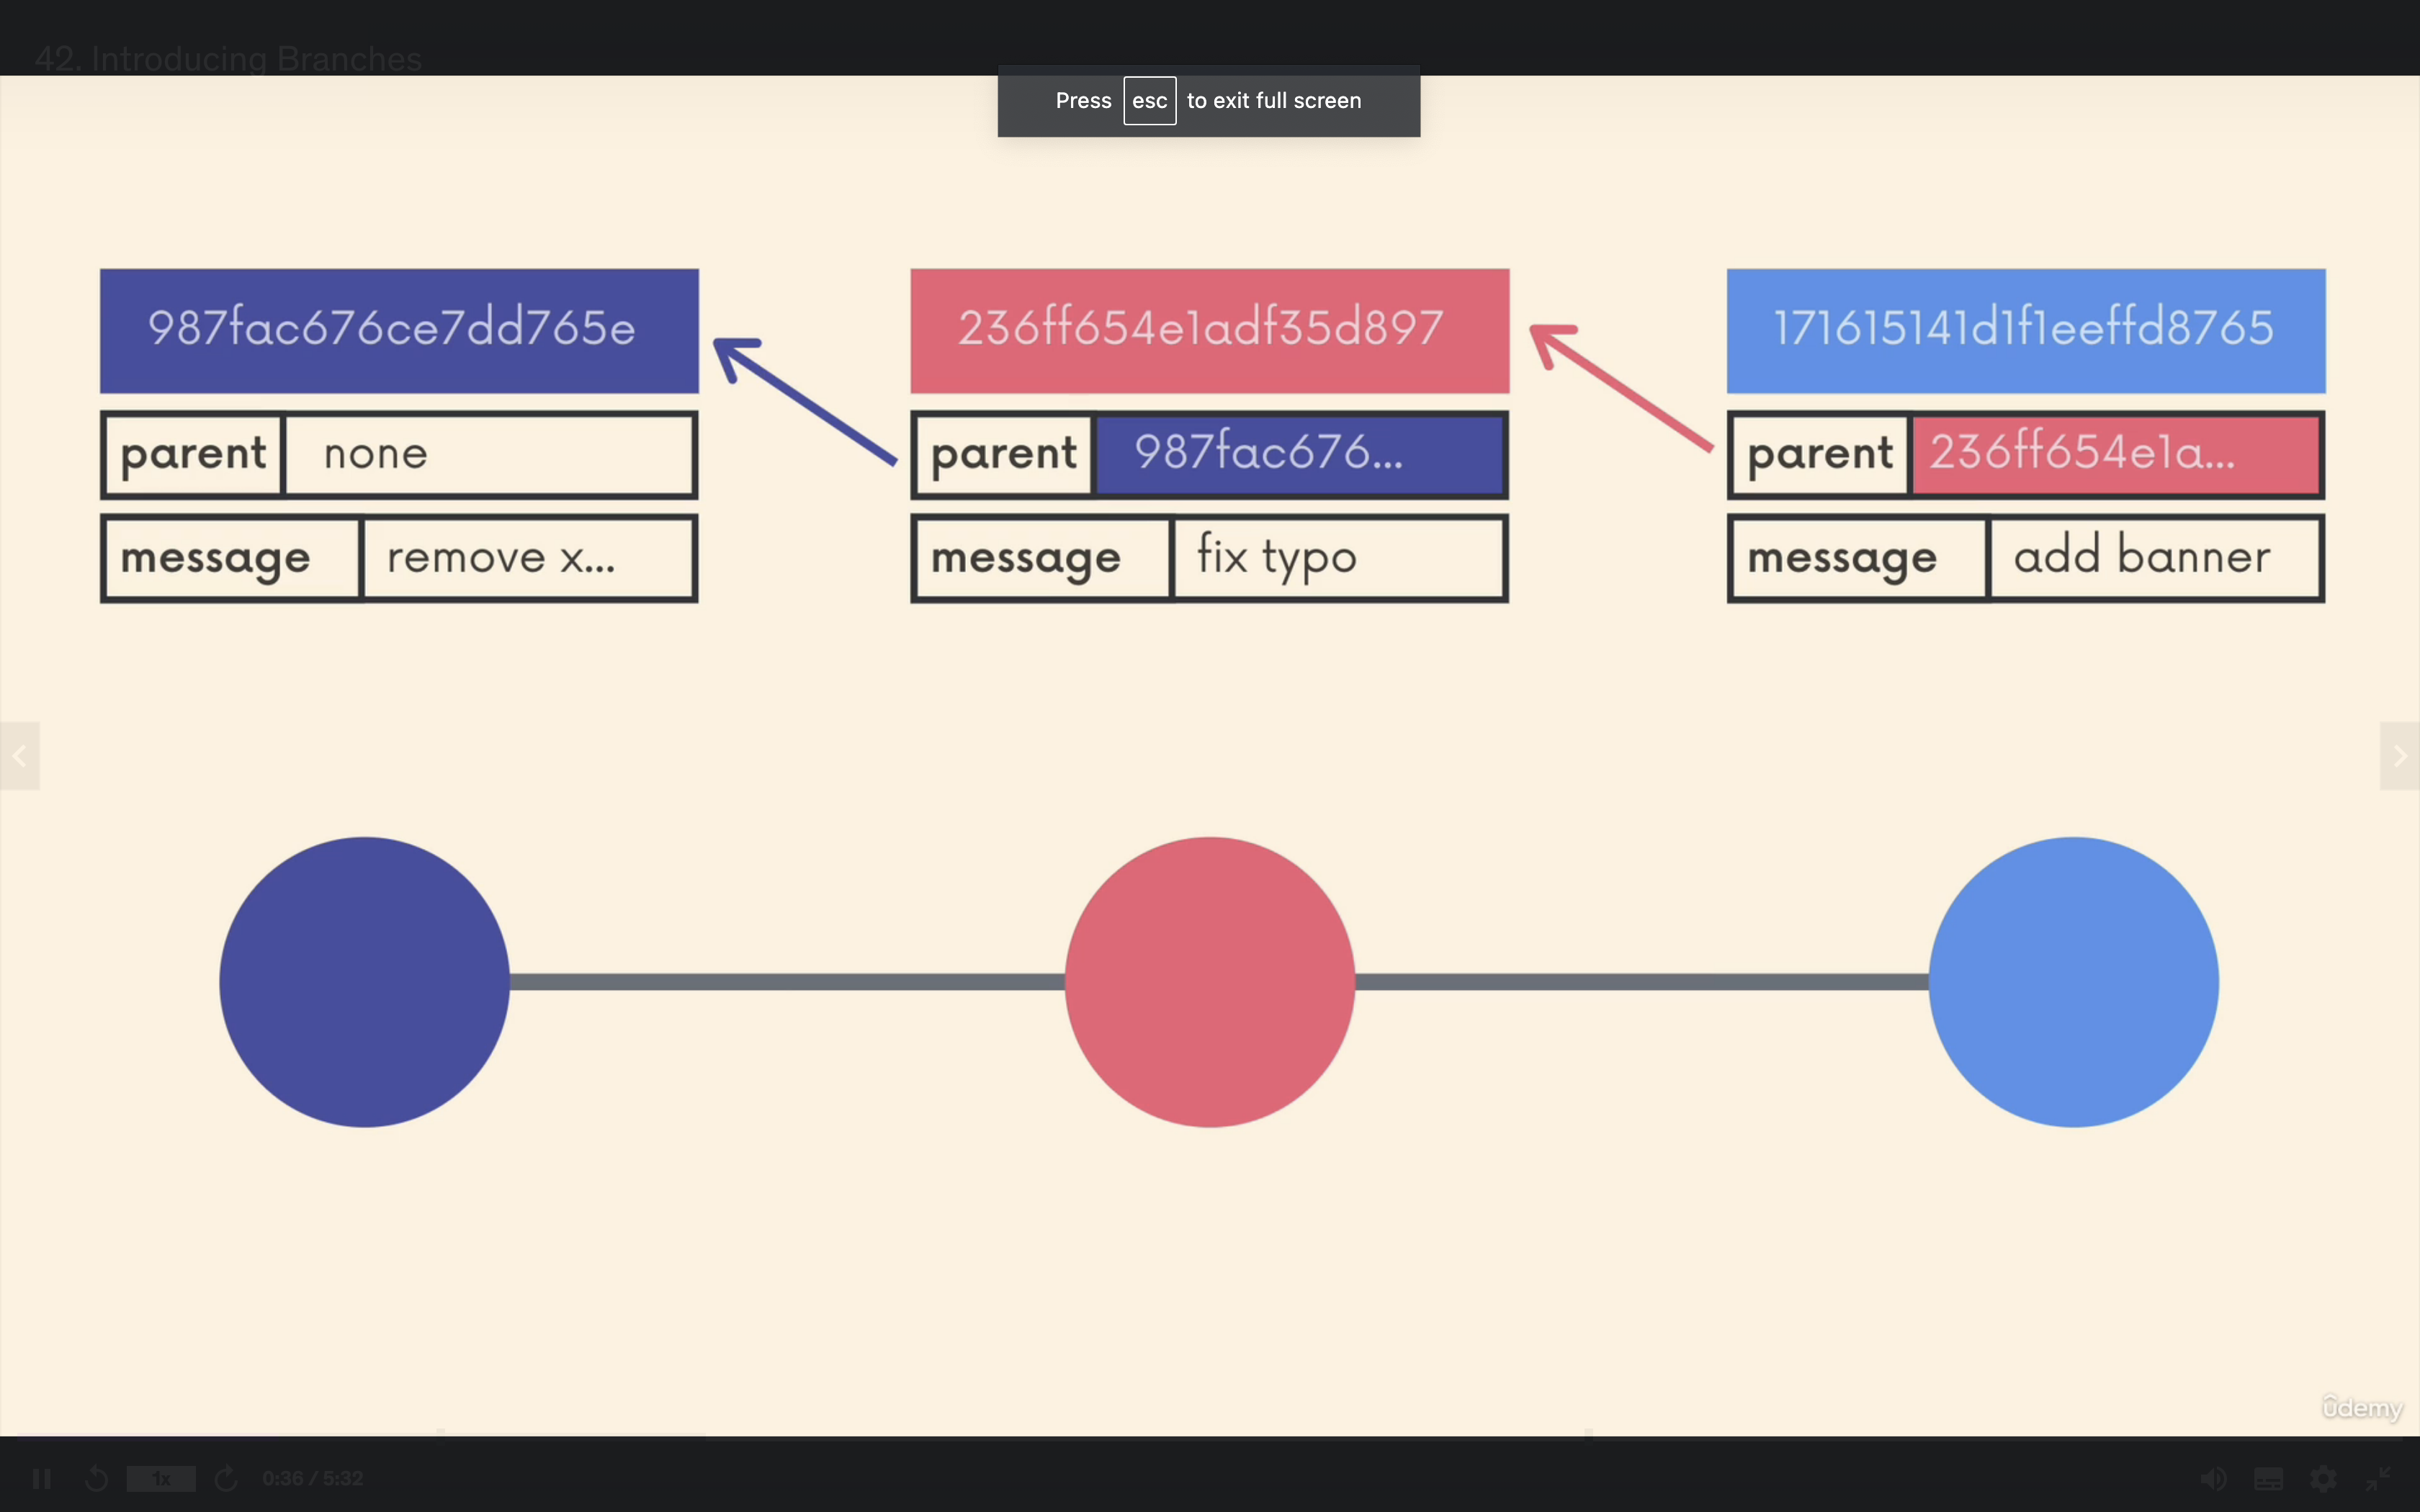 42. Introducing Branches
Press esc to exit full screen
987fac676ce7dd765e
parent none
message remove x...
236ff654e1adf35d897
parent 987fac676...
message fix typo
171615141d1f1eeffd8765
parent 236ff654e1a...
message add banner
ûdemy
1x
0:36 / 5:32